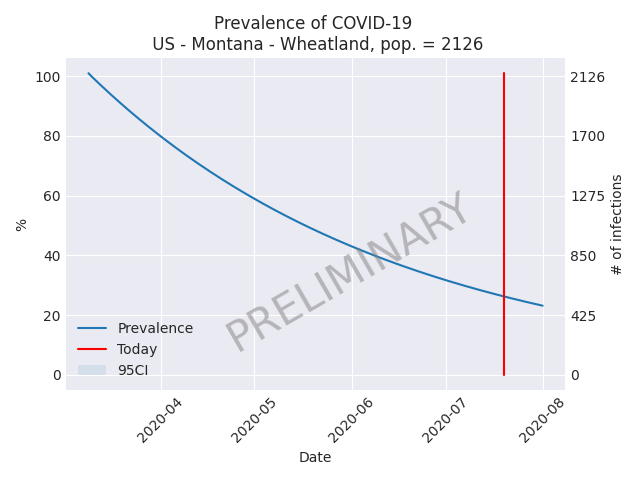 Prevalence of COVID-19
US - Montana - Wheatland, pop. = 2126
100
80
60
40
20
0
%
2126
1700
1275
850
425
0
# of infections
PRELIMINARY
Prevalence
Today
95CI
2020-04
2020-05
2020-06
2020-07
2020-08
Date